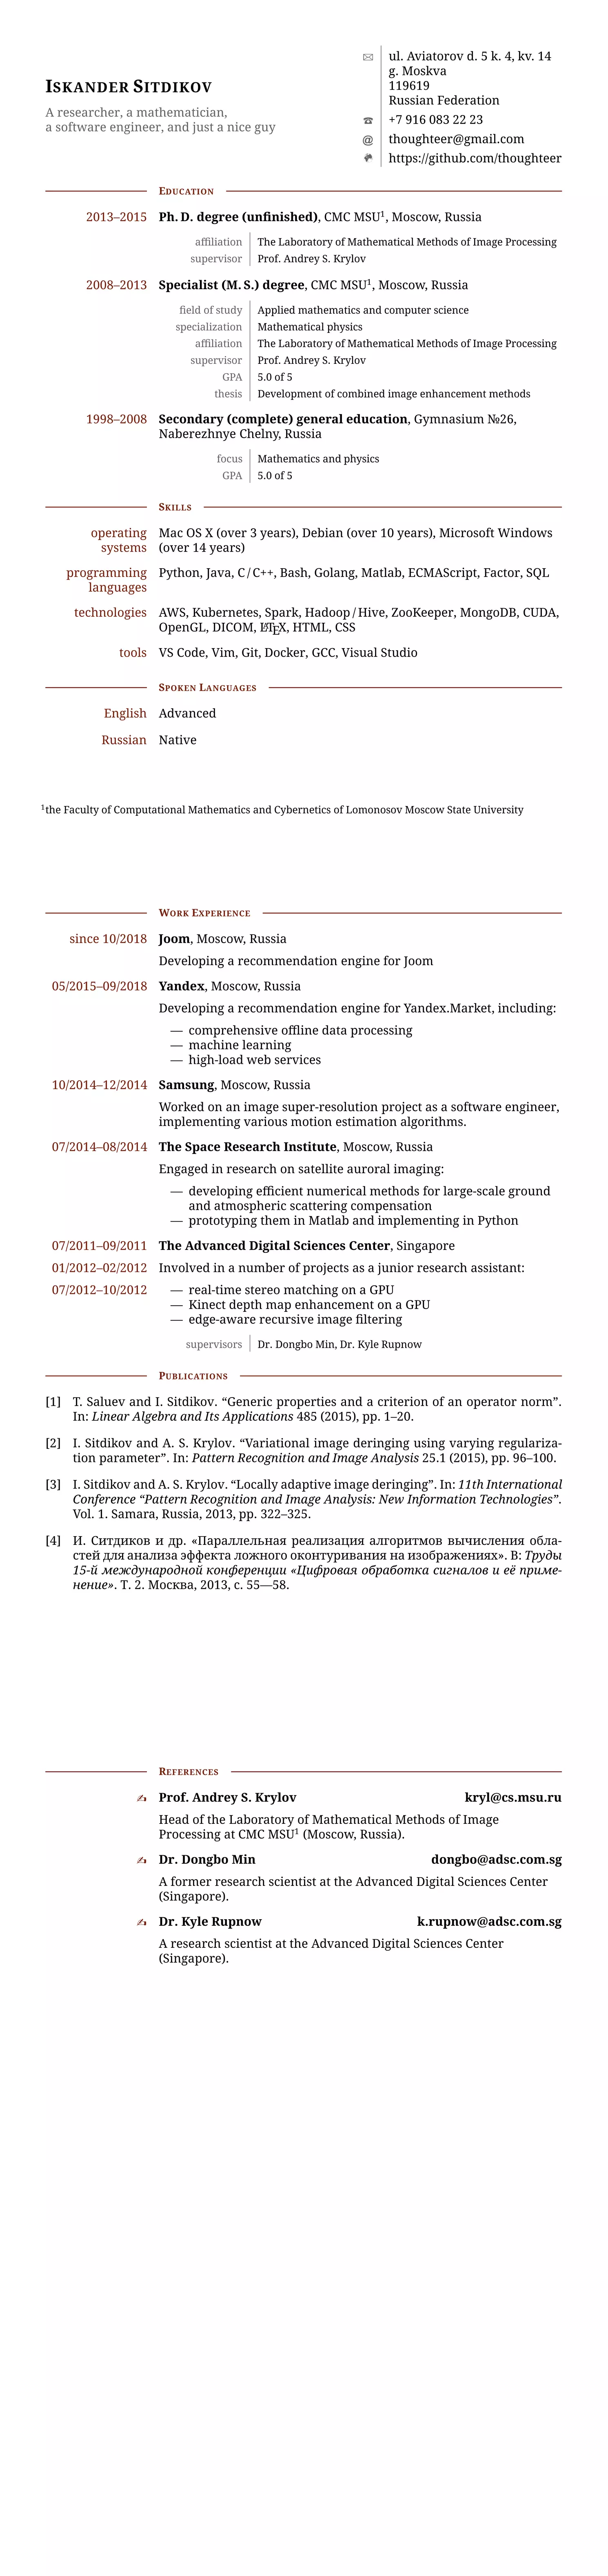 ISKANDER SITDIKOV
A researcher, a mathematician,
a software engineer, and just a nice guy
ul. Aviatorov d. 5 k. 4, kv. 14
g. Moskva
119619
Russian Federation
+7 916 083 22 23
@ thoughteer@gmail.com
https://github.com/thoughteer
EDUCATION
2013–2015 Ph. D. degree (unfinished), CMC MSU¹, Moscow, Russia
affiliation The Laboratory of Mathematical Methods of Image Processing
supervisor Prof. Andrey S. Krylov
2008–2013 Specialist (M. S.) degree, CMC MSU¹, Moscow, Russia
field of study Applied mathematics and computer science
specialization Mathematical physics
affiliation The Laboratory of Mathematical Methods of Image Processing
supervisor Prof. Andrey S. Krylov
GPA 5.0 of 5
thesis Development of combined image enhancement methods
1998–2008 Secondary (complete) general education, Gymnasium №26,
Naberezhnye Chelny, Russia
focus Mathematics and physics
GPA 5.0 of 5
SKILLS
operating Mac OS X (over 3 years), Debian (over 10 years), Microsoft Windows
systems (over 14 years)
programming Python, Java, C / C++, Bash, Golang, Matlab, ECMAScript, Factor, SQL
languages
technologies AWS, Kubernetes, Spark, Hadoop / Hive, ZooKeeper, MongoDB, CUDA,
OpenGL, DICOM, LATEX, HTML, CSS
tools VS Code, Vim, Git, Docker, GCC, Visual Studio
SPOKEN LANGUAGES
English Advanced
Russian Native
¹the Faculty of Computational Mathematics and Cybernetics of Lomonosov Moscow State University
WORK EXPERIENCE
since 10/2018 Joom, Moscow, Russia
Developing a recommendation engine for Joom
05/2015–09/2018 Yandex, Moscow, Russia
Developing a recommendation engine for Yandex.Market, including:
— comprehensive offline data processing
— machine learning
— high-load web services
10/2014–12/2014 Samsung, Moscow, Russia
Worked on an image super-resolution project as a software engineer,
implementing various motion estimation algorithms.
07/2014–08/2014 The Space Research Institute, Moscow, Russia
Engaged in research on satellite auroral imaging:
— developing efficient numerical methods for large-scale ground
and atmospheric scattering compensation
— prototyping them in Matlab and implementing in Python
07/2011–09/2011 The Advanced Digital Sciences Center, Singapore
01/2012–02/2012 Involved in a number of projects as a junior research assistant:
07/2012–10/2012 — real-time stereo matching on a GPU
— Kinect depth map enhancement on a GPU
— edge-aware recursive image filtering
supervisors Dr. Dongbo Min, Dr. Kyle Rupnow
PUBLICATIONS
[1] T. Saluev and I. Sitdikov. “Generic properties and a criterion of an operator norm”.
In: Linear Algebra and Its Applications 485 (2015), pp. 1–20.
[2] I. Sitdikov and A. S. Krylov. “Variational image deringing using varying regulariza-
tion parameter”. In: Pattern Recognition and Image Analysis 25.1 (2015), pp. 96–100.
[3] I. Sitdikov and A. S. Krylov. “Locally adaptive image deringing”. In: 11th International
Conference “Pattern Recognition and Image Analysis: New Information Technologies”.
Vol. 1. Samara, Russia, 2013, pp. 322–325.
[4] И. Ситдиков и др. «Параллельная реализация алгоритмов вычисления обла-
стей для анализа эффекта ложного оконтуривания на изображениях». В: Труды
15-й международной конференции «Цифровая обработка сигналов и её приме-
нение». Т. 2. Москва, 2013, с. 55—58.
REFERENCES
Prof. Andrey S. Krylov kryl@cs.msu.ru
Head of the Laboratory of Mathematical Methods of Image
Processing at CMC MSU¹ (Moscow, Russia).
Dr. Dongbo Min dongbo@adsc.com.sg
A former research scientist at the Advanced Digital Sciences Center
(Singapore).
Dr. Kyle Rupnow k.rupnow@adsc.com.sg
A research scientist at the Advanced Digital Sciences Center
(Singapore).